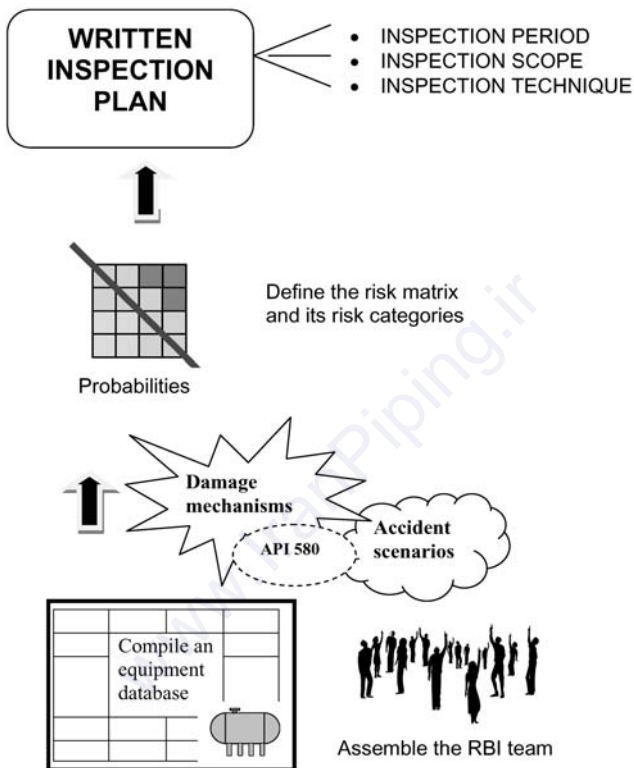 WRITTEN
INSPECTION
PLAN
• INSPECTION PERIOD
• INSPECTION SCOPE
• INSPECTION TECHNIQUE
Define the risk matrix
and its risk categories
Probabilities
Damage
mechanisms
API 580
Accident
scenarios
Compile an
equipment
database
Assemble the RBI team
www.IranPiping.ir